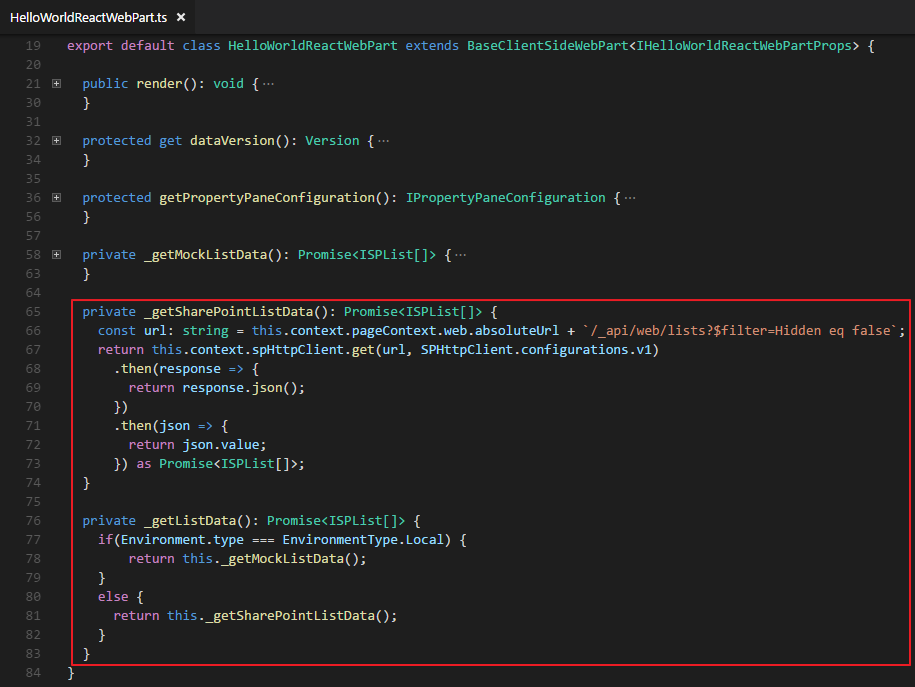 HelloWorldReactWebPart.ts ×
19 export default class HelloWorldReactWebPart extends BaseClientSideWebPart<IHelloWorldReactWebPartProps> {
20
21 public render(): void { ···
30 }
31
32 protected get dataVersion(): Version { ···
34 }
35
36 protected getPropertyPaneConfiguration(): IPropertyPaneConfiguration { ···
56 }
57
58 private _getMockListData(): Promise<ISPList[]> { ···
63 }
64
65 private _getSharePointListData(): Promise<ISPList[]> {
66 const url: string = this.context.pageContext.web.absoluteUrl + `/_api/web/lists?$filter=Hidden eq false`;
67 return this.context.spHttpClient.get(url, SPHttpClient.configurations.v1)
68 .then(response => {
69 return response.json();
70 })
71 .then(json => {
72 return json.value;
73 }) as Promise<ISPList[]>;
74 }
75
76 private _getListData(): Promise<ISPList[]> {
77 if(Environment.type === EnvironmentType.Local) {
78 return this._getMockListData();
79 }
80 else {
81 return this._getSharePointListData();
82 }
83 }
84 }